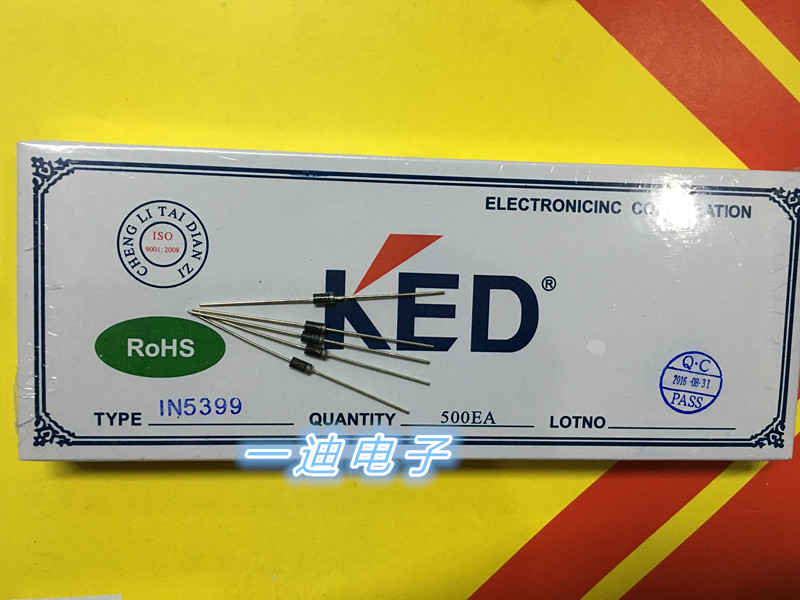 ELECTRONICINC CO ATION
CHENG LI TAI DIAN ZI
ISO
9001:2008
KED®
RoHS
Q·C
2016-08-31
PASS
TYPE IN5399 QUANTITY 500EA LOTNO
一迪电子